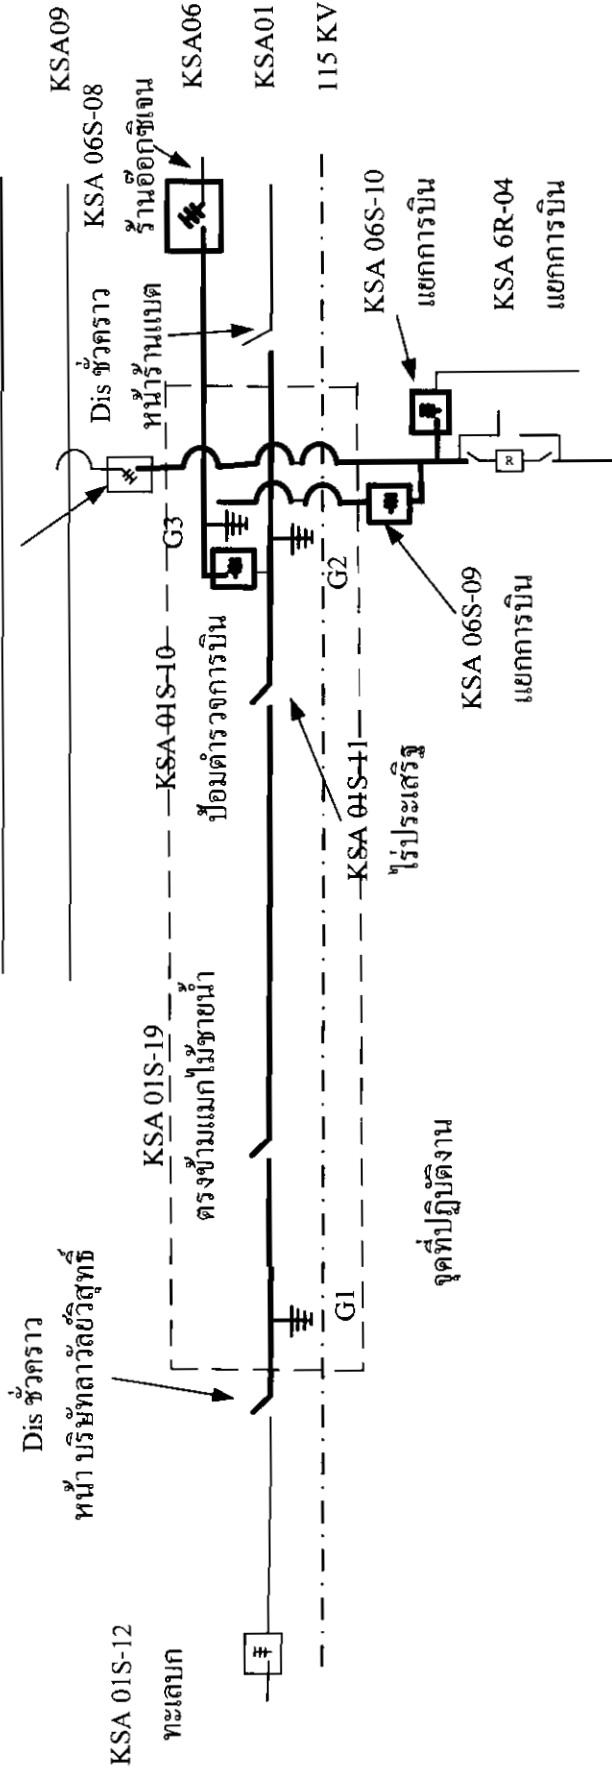 KSA09
KSA06
KSA01
115 KV
KSA 06S-08
ร้านอ๊อกซิเจน
Dis ชั่วคราว
หน้าร้านแบต
KSA 06S-10
แยกการบิน
KSA 6R-04
แยกการบิน
R
G3
G2
KSA 06S-09
แยกการบิน
KSA 01S-10
ป้อมตำรวจการบิน
KSA 01S-11
ไร่ประเสริฐ
KSA 01S-19
ตรงข้ามแมกไม้ชายน้ำ
จุดที่ปฏิบัติงาน
G1
Dis ชั่วคราว
หน้า บริษัทลาวัลย์วิสุทธิ์
KSA 01S-12
ทะเลบก